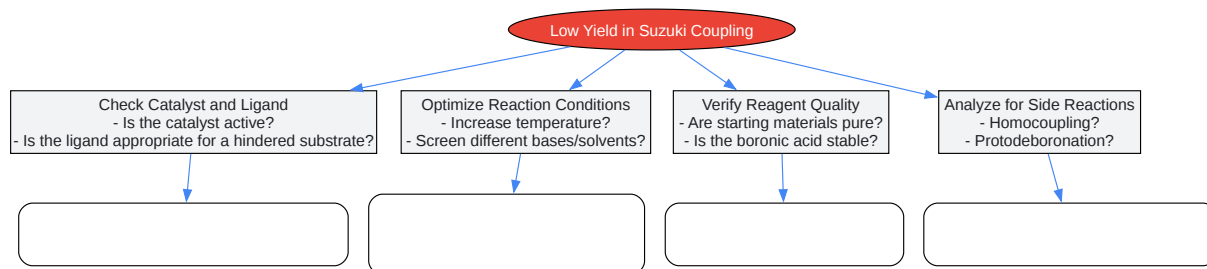 Low Yield in Suzuki Coupling
Check Catalyst and Ligand
- Is the catalyst active?
- Is the ligand appropriate for a hindered substrate?
Optimize Reaction Conditions
- Increase temperature?
- Screen different bases/solvents?
Verify Reagent Quality
- Are starting materials pure?
- Is the boronic acid stable?
Analyze for Side Reactions
- Homocoupling?
- Protodeboronation?